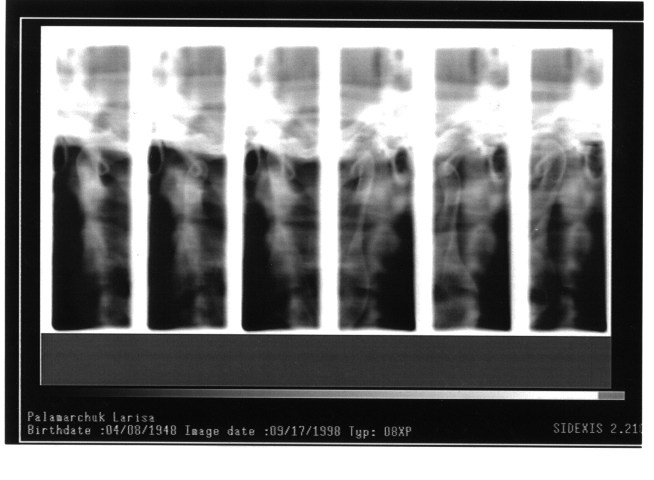 Palamarchuk Larisa
Birthdate :04/08/1948 Image date :09/17/1998 Typ: 08XP
SIDEXIS 2.21